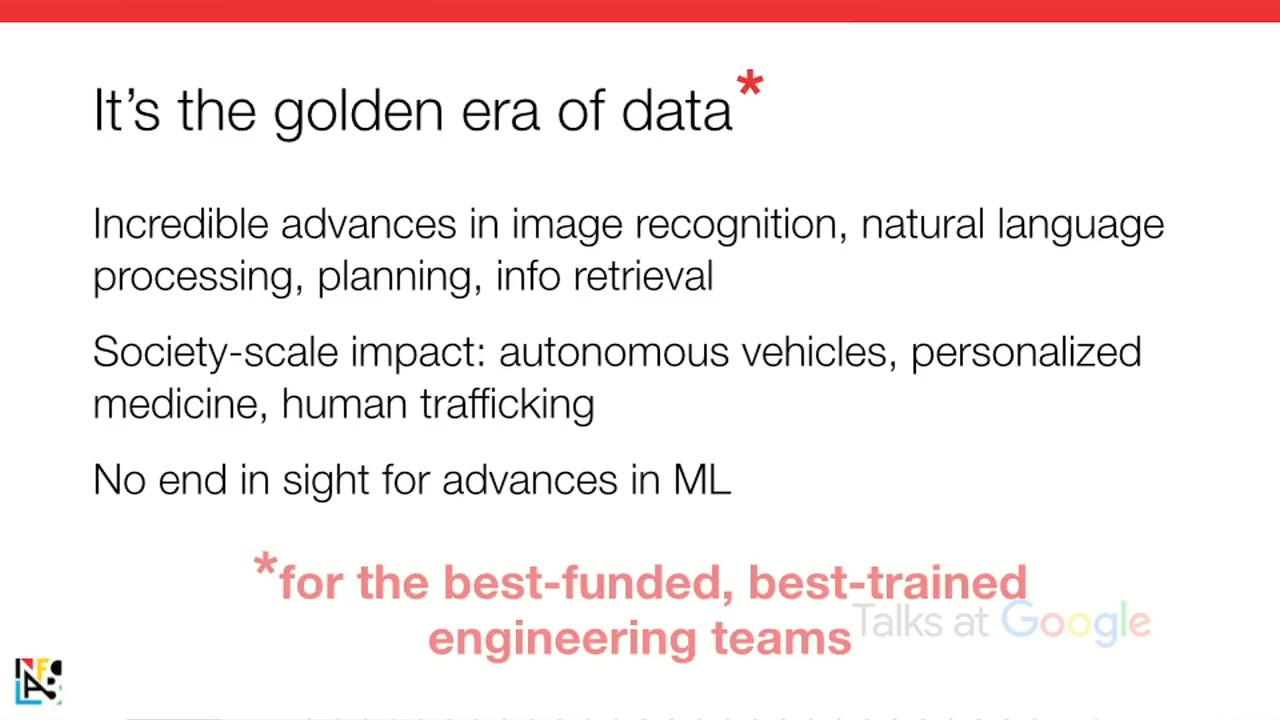 It’s the golden era of data*
Incredible advances in image recognition, natural language
processing, planning, info retrieval
Society-scale impact: autonomous vehicles, personalized
medicine, human trafficking
No end in sight for advances in ML
*for the best-funded, best-trained
engineering teams
Talks at Google
INFO
LABS